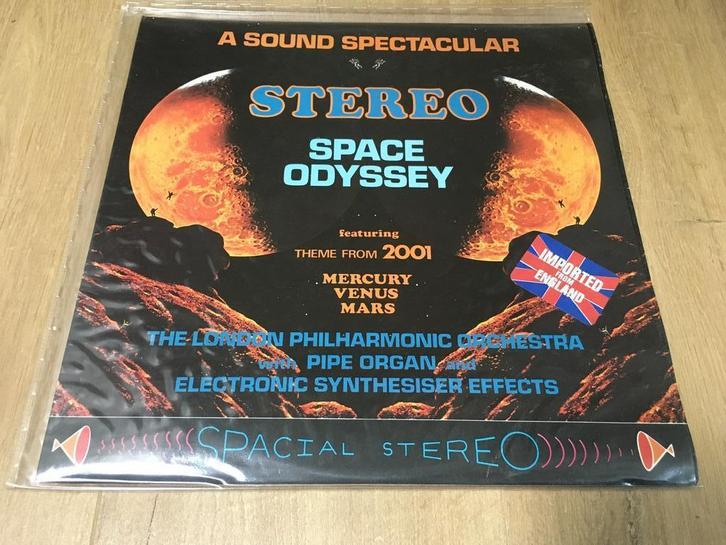 A SOUND SPECTACULAR
STEREO
SPACE
ODYSSEY
featuring
THEME FROM 2001
MERCURY
VENUS
MARS
IMPORTED
FROM
ENGLAND
THE LONDON PHILHARMONIC ORCHESTRA
with PIPE ORGAN and
ELECTRONIC SYNTHESISER EFFECTS
SPACIAL STEREO